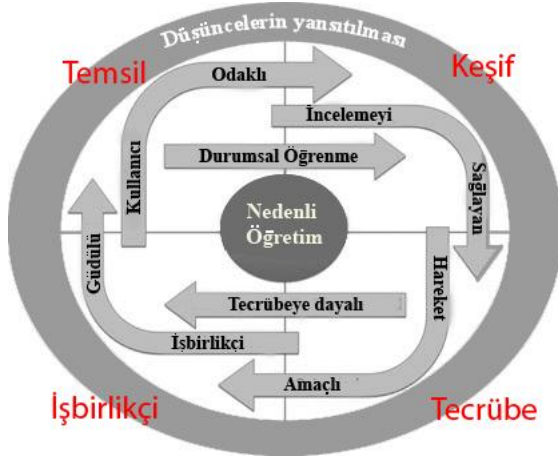 Düşüncelerin yansıtılması
Temsil
Keşif
Kullanıcı Odaklı
İncelemeyi Sağlayan
Durumsal Öğrenme
Nedenli
Öğretim
Güdülü İşbirlikçi
Tecrübeye dayalı
Hareket Amaçlı
İşbirlikçi
Tecrübe